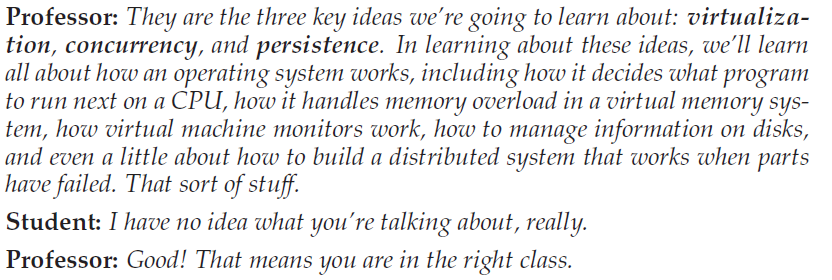 Professor: They are the three key ideas we're going to learn about: virtualiza-
tion, concurrency, and persistence. In learning about these ideas, we'll learn
all about how an operating system works, including how it decides what program
to run next on a CPU, how it handles memory overload in a virtual memory sys-
tem, how virtual machine monitors work, how to manage information on disks,
and even a little about how to build a distributed system that works when parts
have failed. That sort of stuff.
Student: I have no idea what you're talking about, really.
Professor: Good! That means you are in the right class.